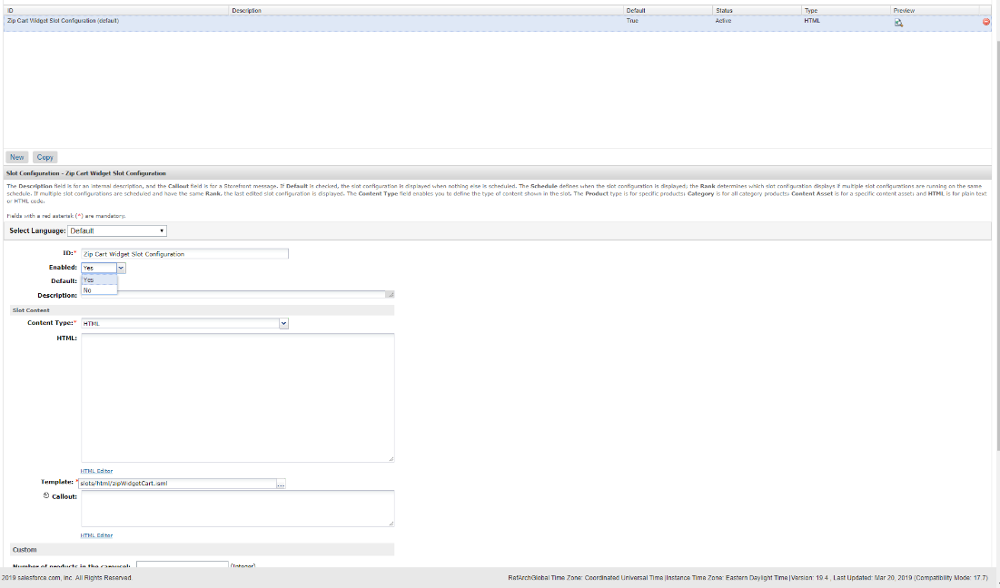 ID Description Default Status Type Preview
Zip Cart Widget Slot Configuration (default) True Active HTML
New Copy
Slot Configuration - Zip Cart Widget Slot Configuration
The Description field is for an internal description, and the Callout field is for a Storefront message. If Default is checked, the slot configuration is displayed when nothing else is scheduled. The Schedule defines when the slot configuration is displayed; the Rank determines which slot configuration displays if multiple slot configurations are running on the same
schedule. If multiple slot configurations are scheduled and have the same Rank, the last edited slot configuration is displayed. The Content Type field enables you to define the type of content shown in the slot. The Product type is for specific products; Category is for all category products; Content Asset is for a specific content asset; and HTML is for plain text
or HTML code.
Fields with a red asterisk (*) are mandatory.
Select Language: Default
ID:* Zip Cart Widget Slot Configuration
Enabled: Yes
Default: Yes
No
Description:
Slot Content
Content Type:* HTML
HTML:
HTML Editor
Template: * slots/html/zipWidgetCart.isml ...
Callout:
HTML Editor
Custom
Number of products in the carousel: (Integer)
2019 salesforce.com, inc. All Rights Reserved. RefArchGlobal Time Zone: Coordinated Universal Time |Instance Time Zone: Eastern Daylight Time |Version: 19.4 , Last Updated: Mar 20, 2019 (Compatibility Mode: 17.7)